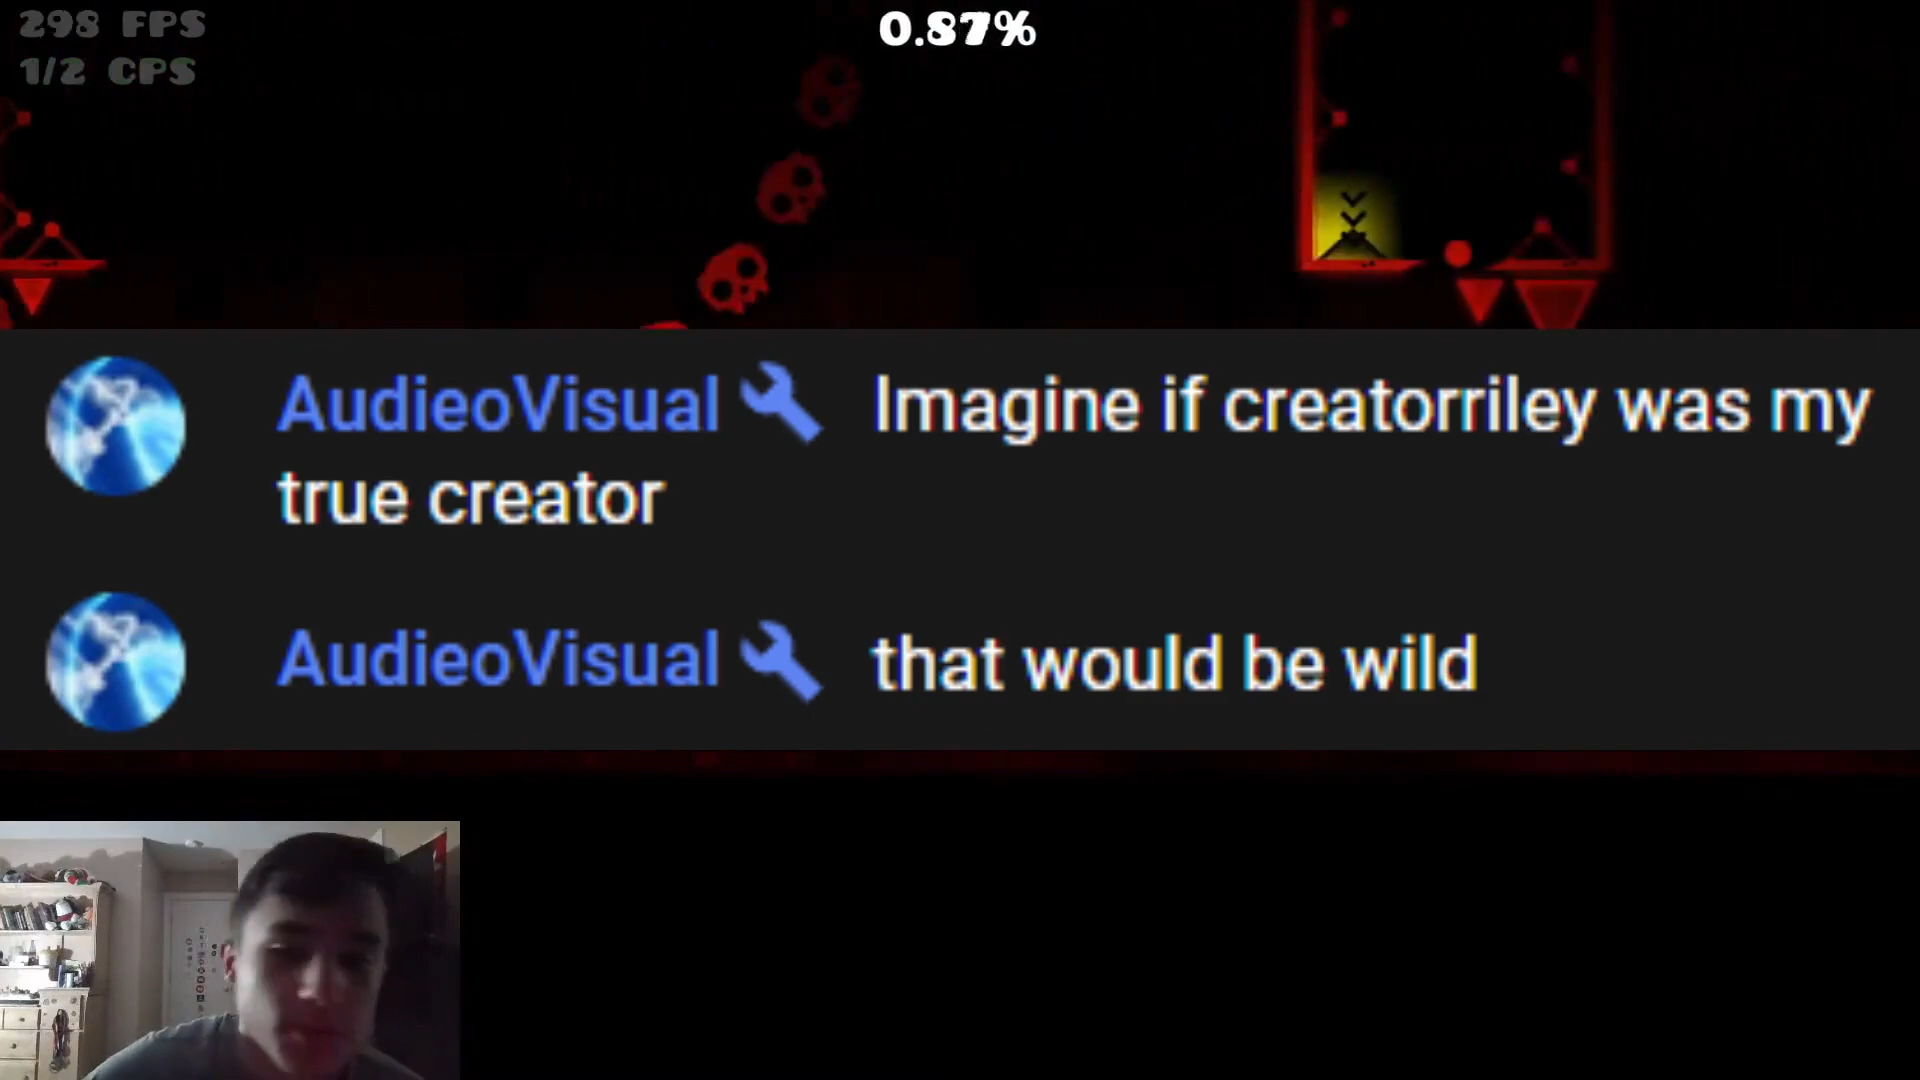 298 FPS
0.87%
1/2 CPS
AudieoVisual Imagine if creatorriley was my
true creator
AudieoVisual that would be wild